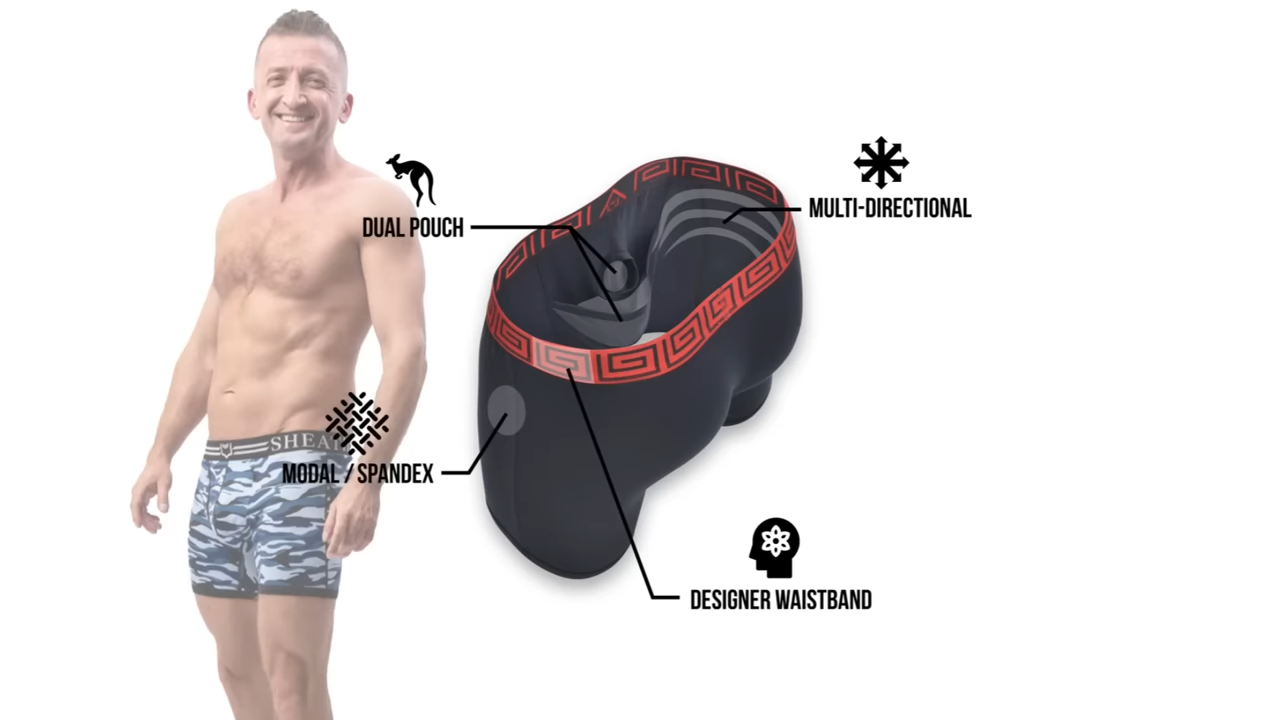 DUAL POUCH
MULTI-DIRECTIONAL
MODAL / SPANDEX
DESIGNER WAISTBAND